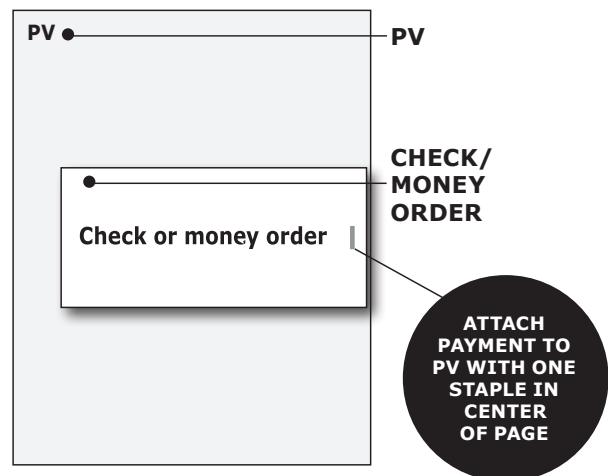 PV
PV
CHECK/
MONEY
ORDER
Check or money order
ATTACH
PAYMENT TO
PV WITH ONE
STAPLE IN
CENTER
OF PAGE